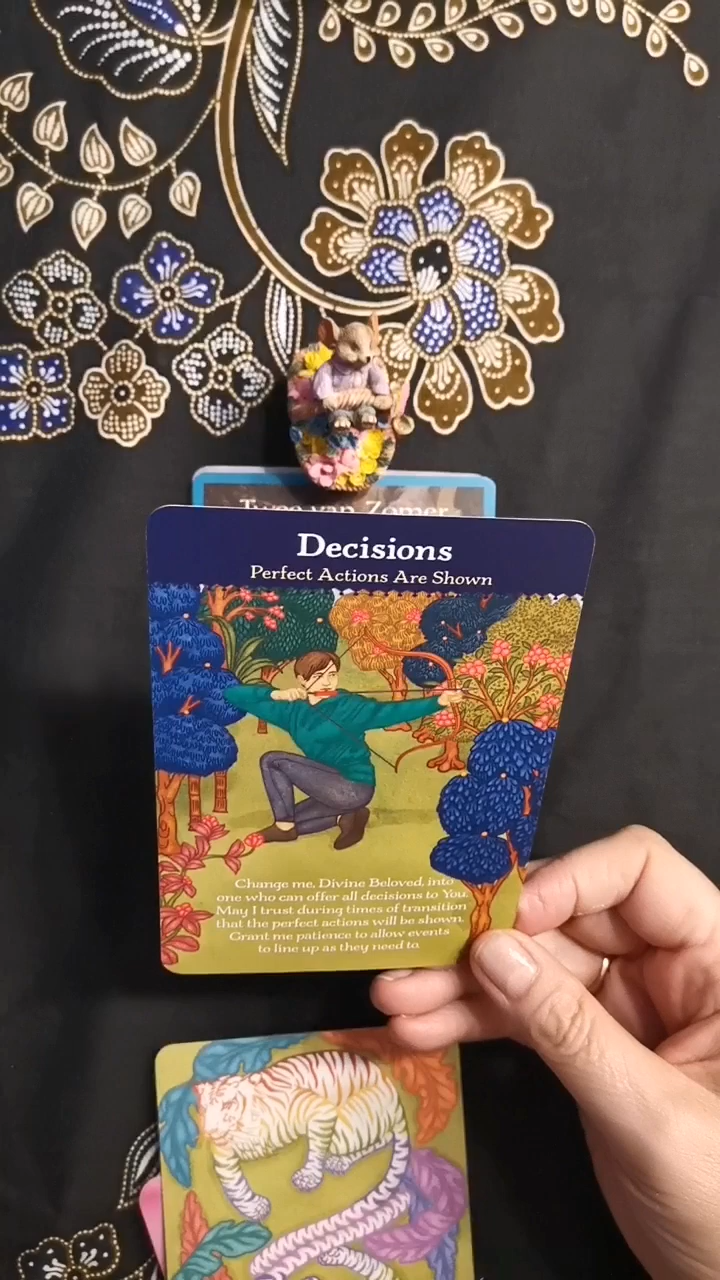 Twee van Zomer
Decisions
Perfect Actions Are Shown
Change me, Divine Beloved, into
one who can offer all decisions to You.
May I trust during times of transition
that the perfect actions will be shown.
Grant me patience to allow events
to line up as they need to.